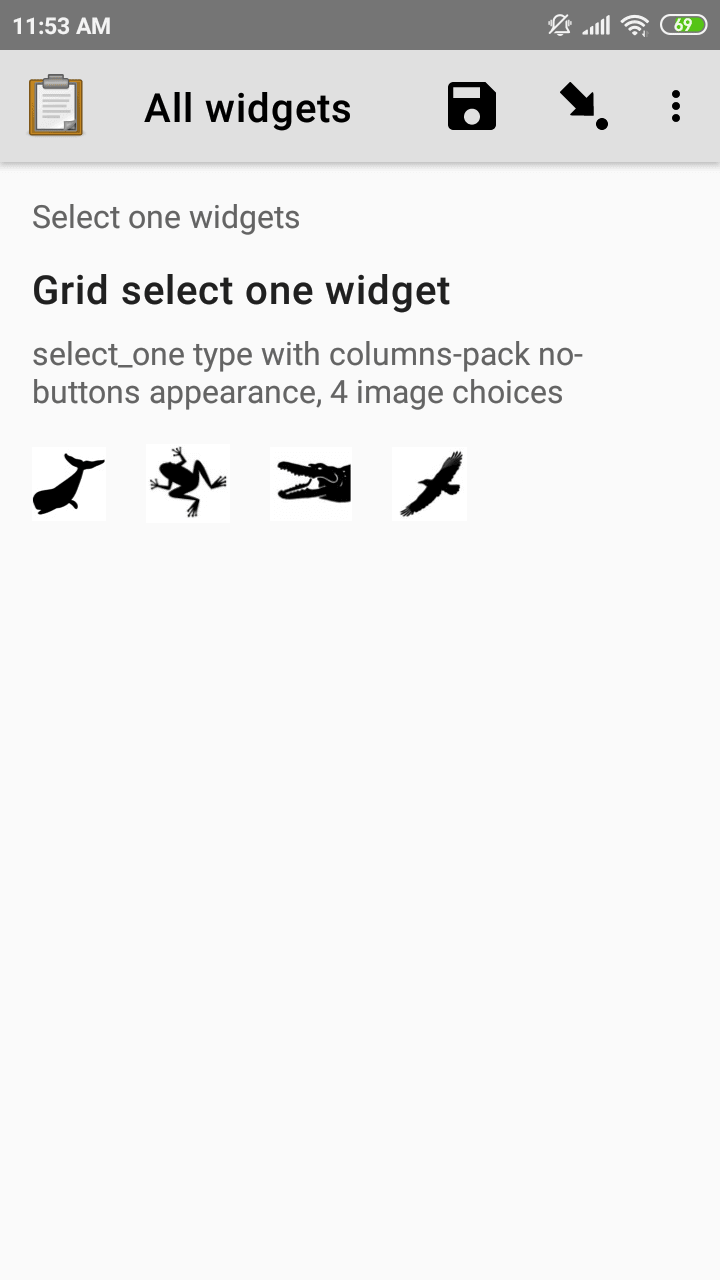 11:53 AM
69
All widgets
Select one widgets
Grid select one widget
select_one type with columns-pack no-
buttons appearance, 4 image choices